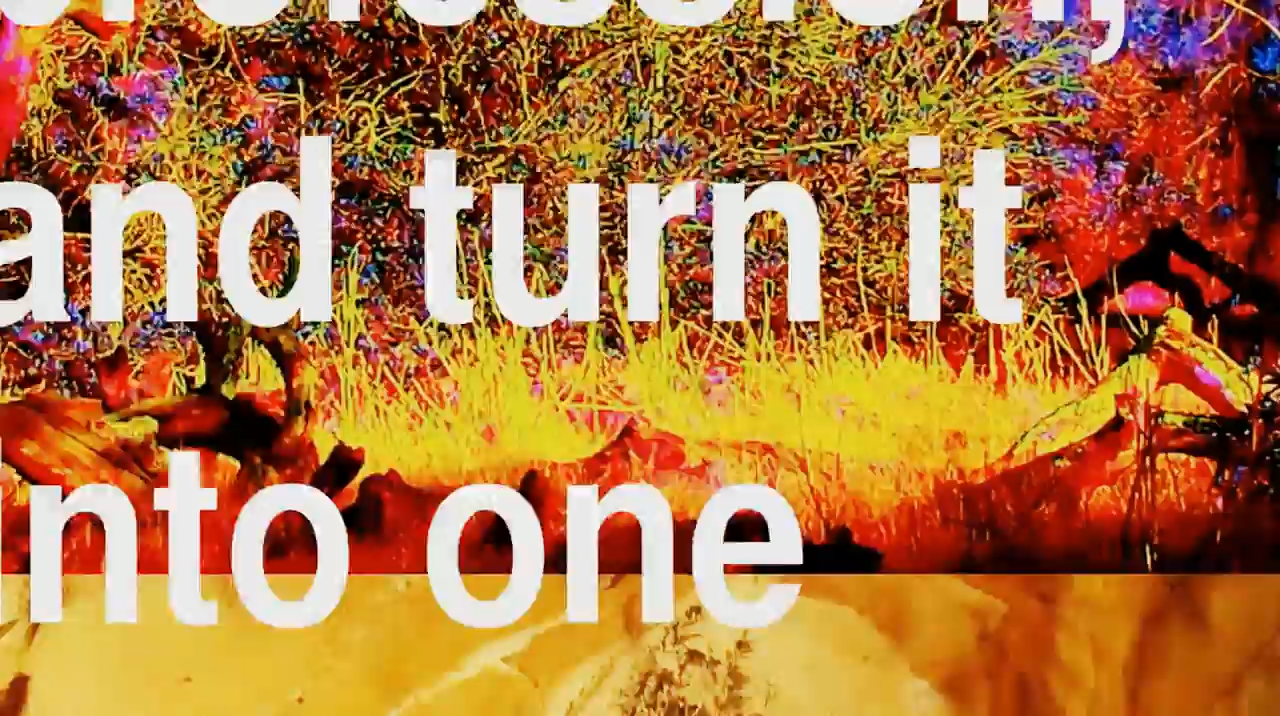 and turn it
into one